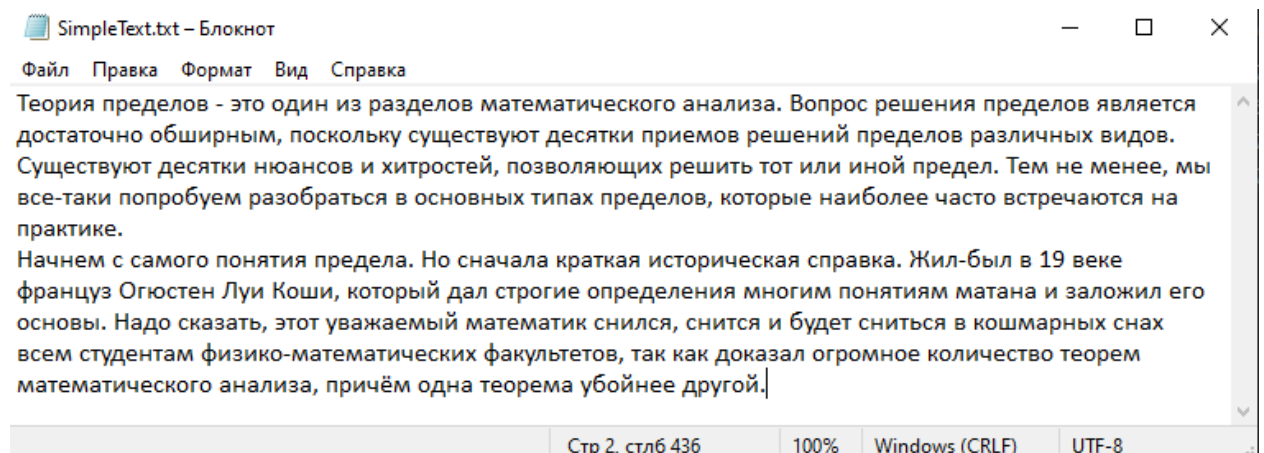 SimpleText.txt – Блокнот
Файл Правка Формат Вид Справка
Теория пределов - это один из разделов математического анализа. Вопрос решения пределов является
достаточно обширным, поскольку существуют десятки приемов решений пределов различных видов.
Существуют десятки нюансов и хитростей, позволяющих решить тот или иной предел. Тем не менее, мы
все-таки попробуем разобраться в основных типах пределов, которые наиболее часто встречаются на
практике.
Начнем с самого понятия предела. Но сначала краткая историческая справка. Жил-был в 19 веке
француз Огюстен Луи Коши, который дал строгие определения многим понятиям матана и заложил его
основы. Надо сказать, этот уважаемый математик снился, снится и будет сниться в кошмарных снах
всем студентам физико-математических факультетов, так как доказал огромное количество теорем
математического анализа, причём одна теорема убойнее другой.
Стр 2, стлб 436 100% Windows (CRLF) UTF-8